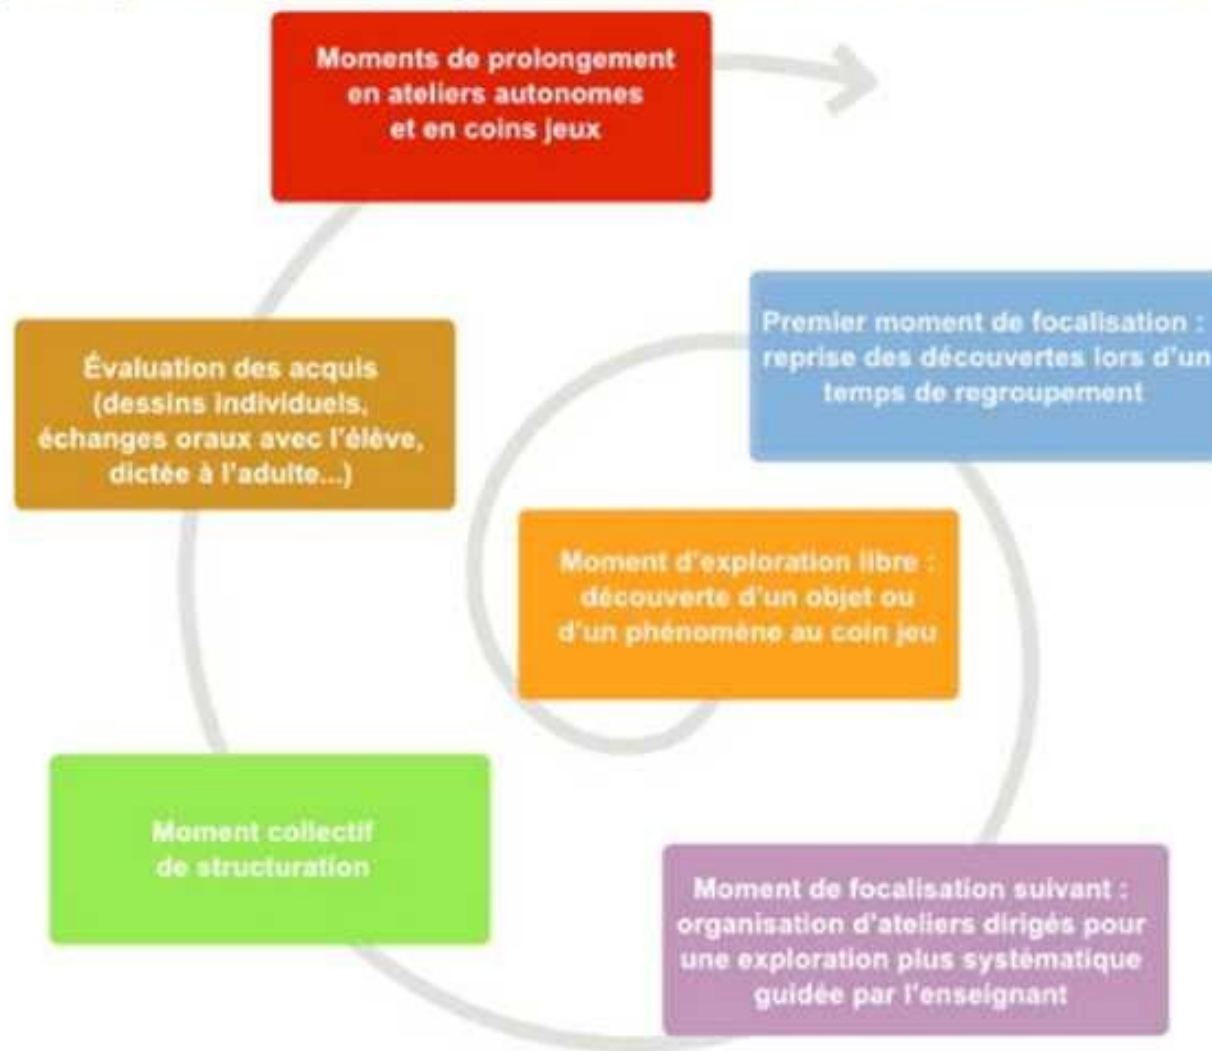 Moments de prolongement
en ateliers autonomes
et en coins jeux
Premier moment de focalisation :
reprise des découvertes lors d'un
temps de regroupement
Évaluation des acquis
(dessins individuels,
échanges oraux avec l'élève,
dictée à l'adulte...)
Moment d'exploration libre :
découverte d'un objet ou
d'un phénomène au coin jeu
Moment collectif
de structuration
Moment de focalisation suivant :
organisation d'ateliers dirigés pour
une exploration plus systématique
guidée par l'enseignant